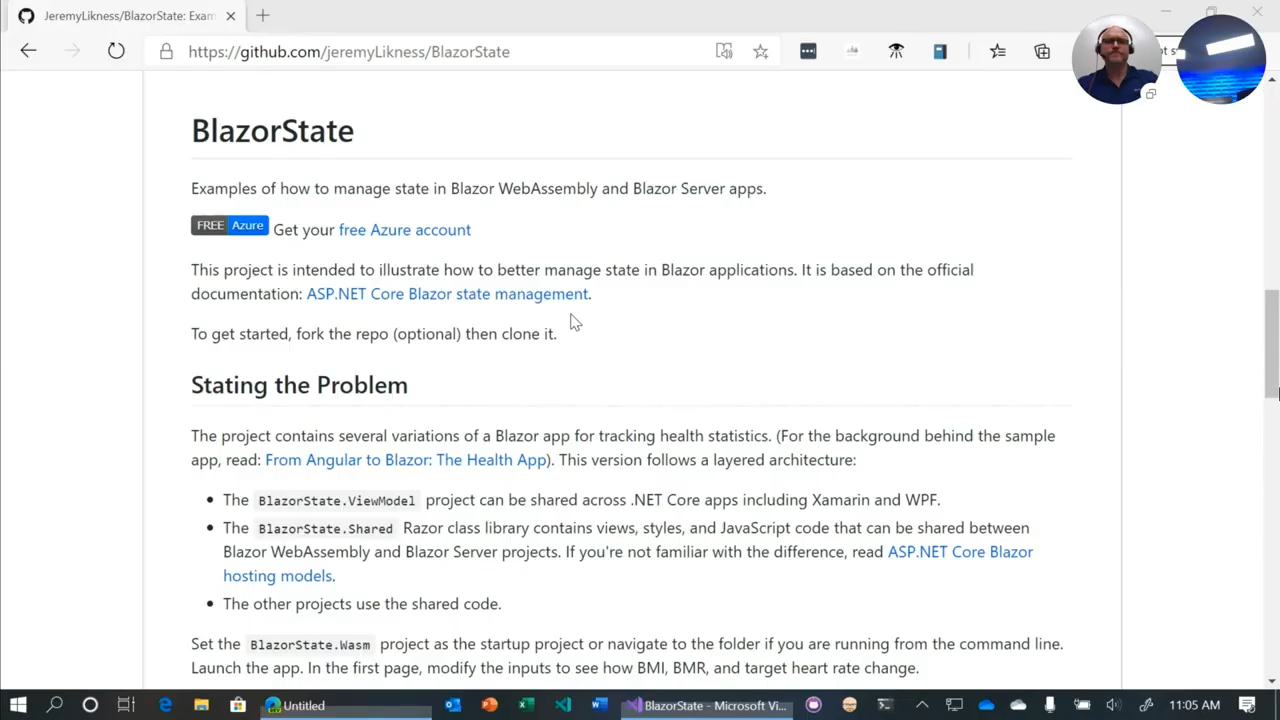 JeremyLikness/BlazorState: Exam
https://github.com/jeremyLikness/BlazorState
BlazorState
Examples of how to manage state in Blazor WebAssembly and Blazor Server apps.
FREE Azure Get your free Azure account
This project is intended to illustrate how to better manage state in Blazor applications. It is based on the official
documentation: ASP.NET Core Blazor state management.
To get started, fork the repo (optional) then clone it.
Stating the Problem
The project contains several variations of a Blazor app for tracking health statistics. (For the background behind the sample
app, read: From Angular to Blazor: The Health App). This version follows a layered architecture:
The BlazorState.ViewModel project can be shared across .NET Core apps including Xamarin and WPF.
The BlazorState.Shared Razor class library contains views, styles, and JavaScript code that can be shared between
Blazor WebAssembly and Blazor Server projects. If you're not familiar with the difference, read ASP.NET Core Blazor
hosting models.
The other projects use the shared code.
Set the BlazorState.Wasm project as the startup project or navigate to the folder if you are running from the command line.
Launch the app. In the first page, modify the inputs to see how BMI, BMR, and target heart rate change.
Untitled
BlazorState - Microsoft Vi...
11:05 AM